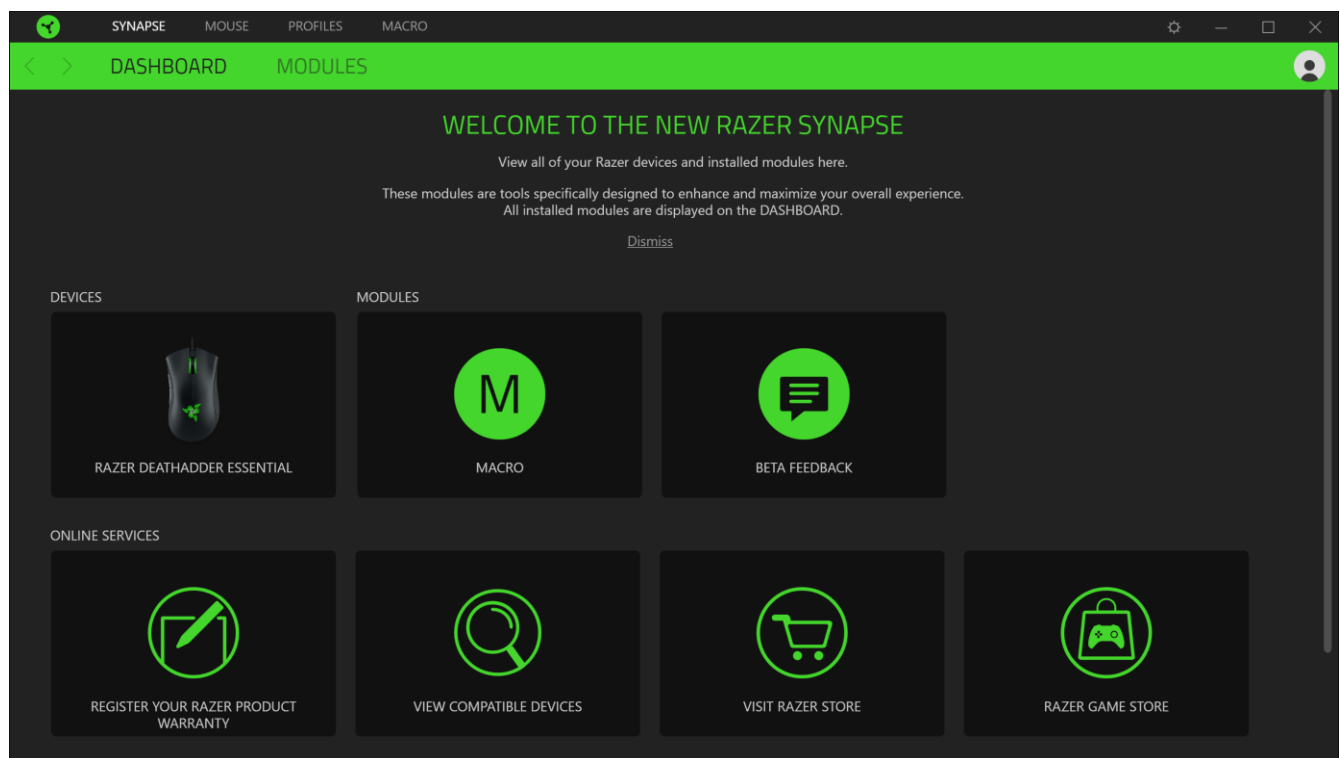 SYNAPSE MOUSE PROFILES MACRO
DASHBOARD MODULES
WELCOME TO THE NEW RAZER SYNAPSE
View all of your Razer devices and installed modules here.
These modules are tools specifically designed to enhance and maximize your overall experience.
All installed modules are displayed on the DASHBOARD.
Dismiss
DEVICES MODULES
M
RAZER DEATHADDER ESSENTIAL MACRO BETA FEEDBACK
ONLINE SERVICES
REGISTER YOUR RAZER PRODUCT
WARRANTY
VIEW COMPATIBLE DEVICES
VISIT RAZER STORE
RAZER GAME STORE